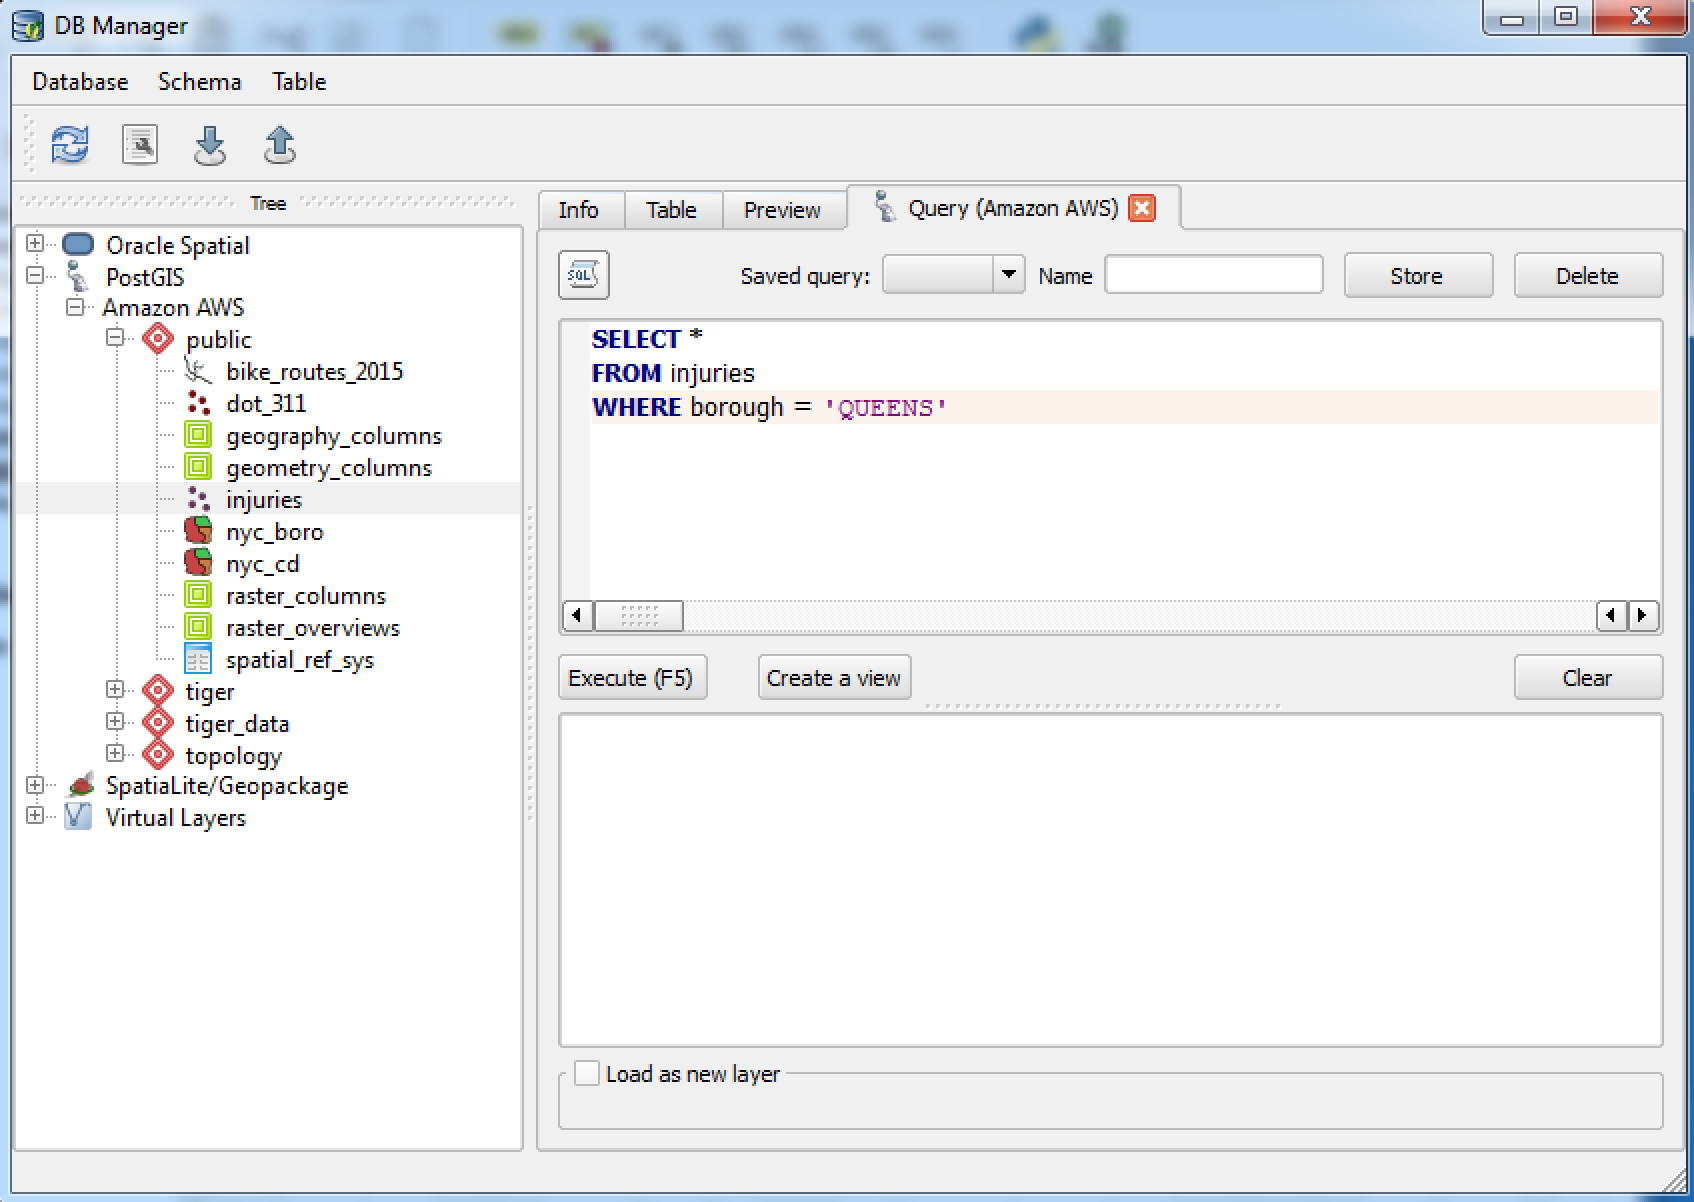 DB Manager
Database Schema Table
Tree
Oracle Spatial
PostGIS
Amazon AWS
public
bike_routes_2015
dot_311
geography_columns
geometry_columns
injuries
nyc_boro
nyc_cd
raster_columns
raster_overviews
spatial_ref_sys
tiger
tiger_data
topology
SpatiaLite/Geopackage
Virtual Layers
Info Table Preview Query (Amazon AWS)
SQL Saved query: Name Store Delete
SELECT *
FROM injuries
WHERE borough = 'QUEENS'
Execute (F5) Create a view Clear
Load as new layer